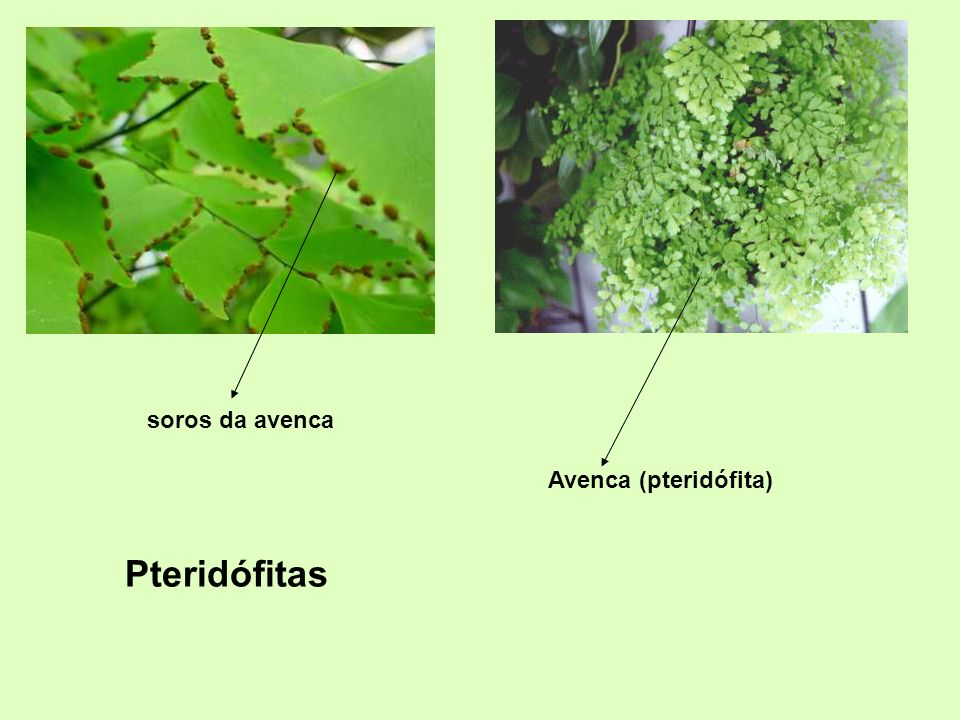 soros da avenca
Avenca (pteridófita)
Pteridófitas